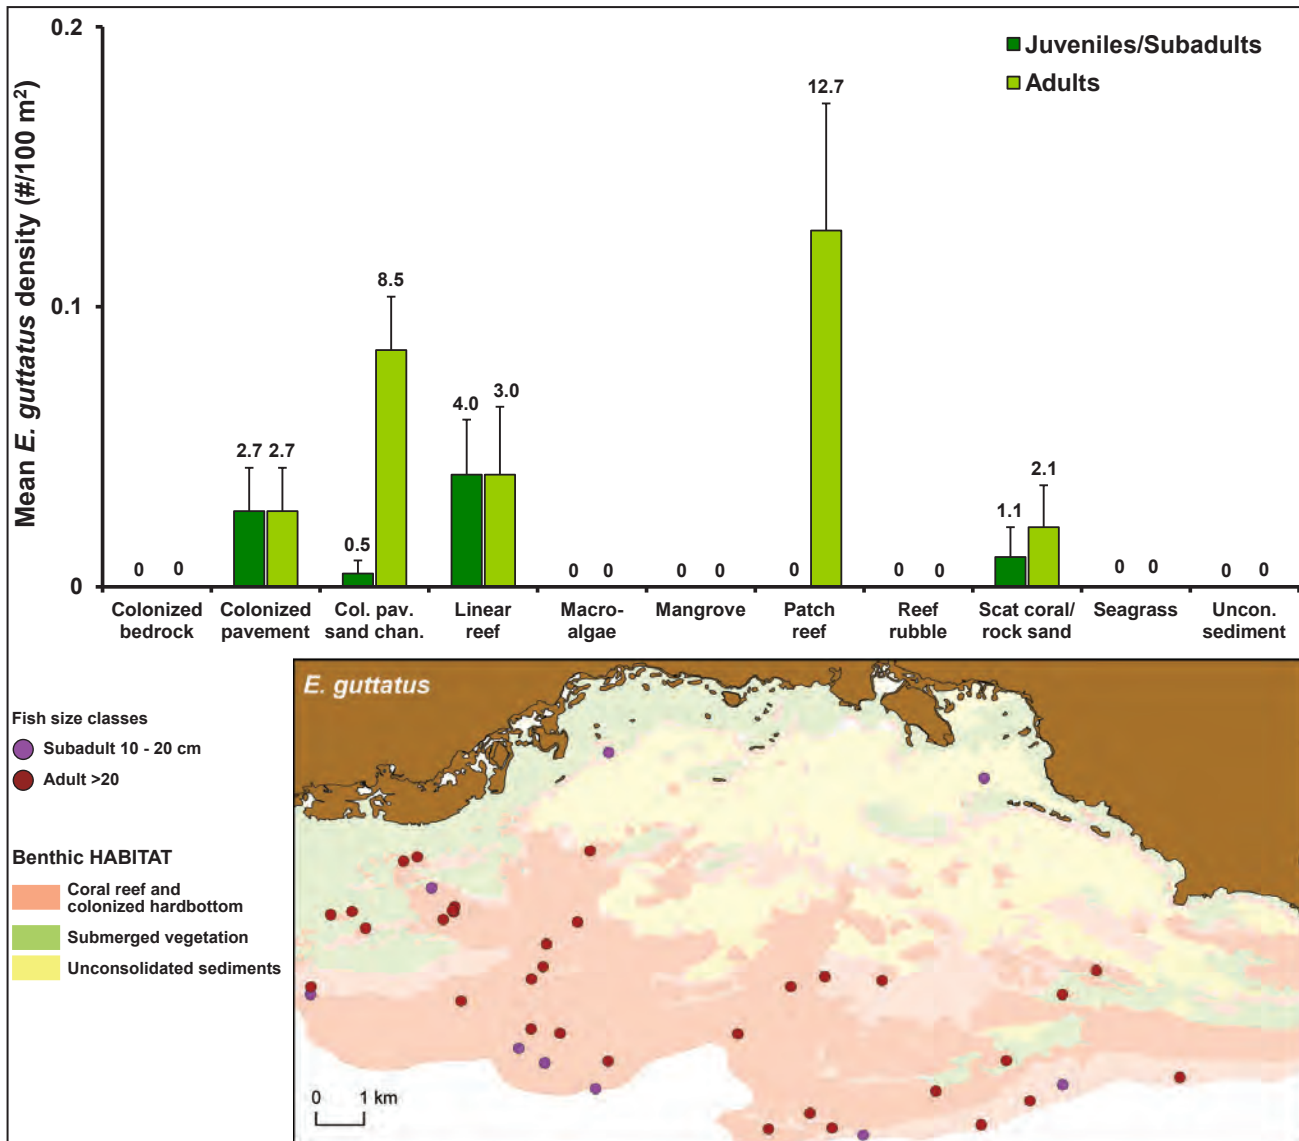 Mean E. guttatus density (#/100 m²)
0.2
0.1
0
Juveniles/Subadults
Adults
0 0
2.7 2.7
0.5 8.5
4.0 3.0
0 0
0 0
0 12.7
0 0
1.1 2.1
0 0
0 0
Colonized
bedrock
Colonized
pavement
Col. pav.
sand chan.
Linear
reef
Macro-
algae
Mangrove
Patch
reef
Reef
rubble
Scat coral/
rock sand
Seagrass
Uncon.
sediment
Fish size classes
Subadult 10 - 20 cm
Adult >20
Benthic HABITAT
Coral reef and
colonized hardbottom
Submerged vegetation
Unconsolidated sediments
E. guttatus
0 1 km